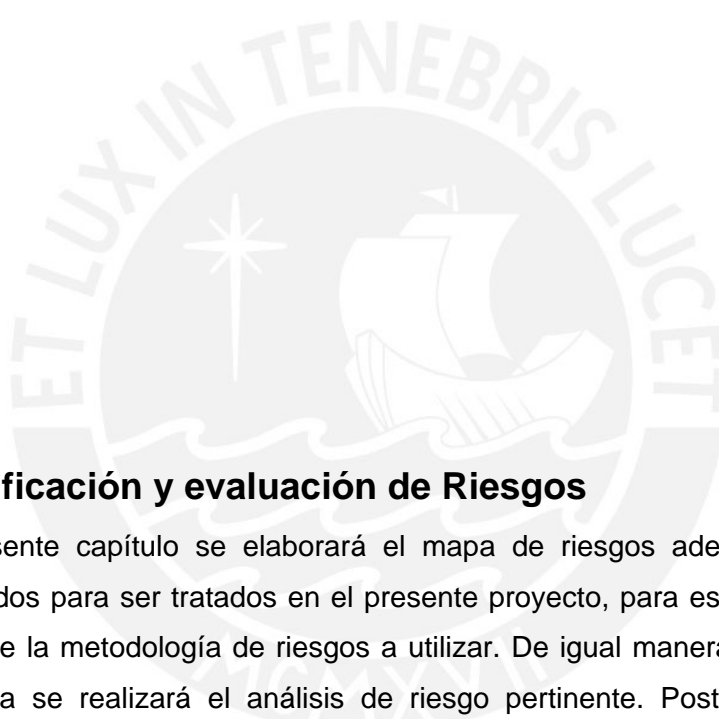 ET LUX IN TENEBRIS LUCET
MCMXVII
ficación y evaluación de Riesgos
sente capítulo se elaborará el mapa de riesgos ade
dos para ser tratados en el presente proyecto, para es
e la metodología de riesgos a utilizar. De igual manera
a se realizará el análisis de riesgo pertinente. Post